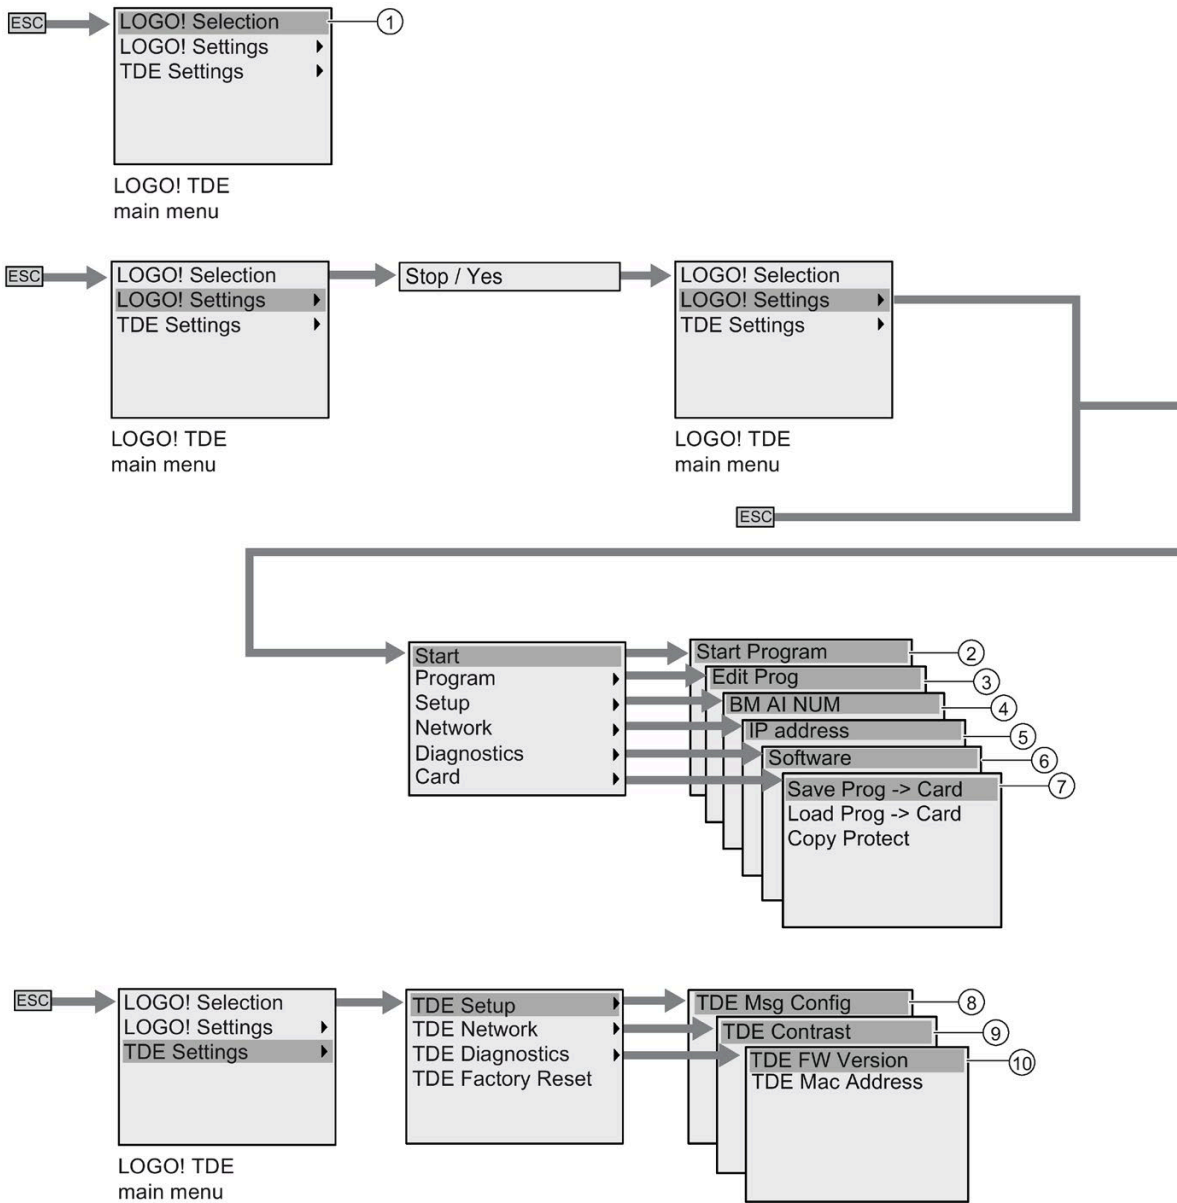 ESC
LOGO! Selection
LOGO! Settings
TDE Settings
1
LOGO! TDE
main menu
ESC
LOGO! Selection
LOGO! Settings
TDE Settings
LOGO! TDE
main menu
Stop / Yes
LOGO! Selection
LOGO! Settings
TDE Settings
LOGO! TDE
main menu
ESC
Start
Program
Setup
Network
Diagnostics
Card
Start Program
2
Edit Prog
3
BM AI NUM
4
IP address
5
Software
6
Save Prog -> Card
7
Load Prog -> Card
Copy Protect
ESC
LOGO! Selection
LOGO! Settings
TDE Settings
LOGO! TDE
main menu
TDE Setup
TDE Network
TDE Diagnostics
TDE Factory Reset
TDE Msg Config
8
TDE Contrast
9
TDE FW Version
10
TDE Mac Address